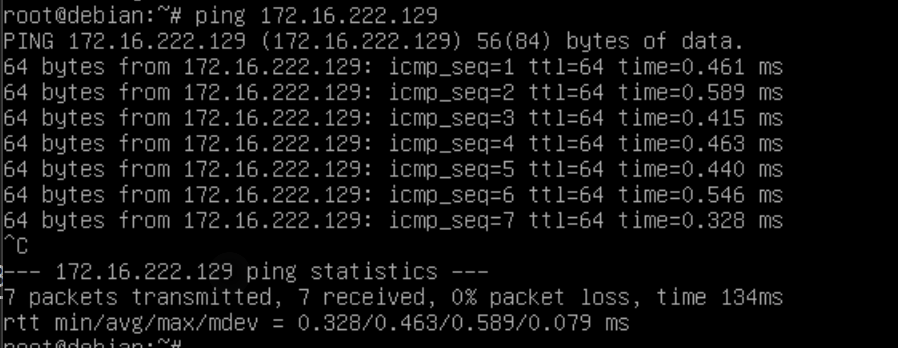 root@debian:~# ping 172.16.222.129
PING 172.16.222.129 (172.16.222.129) 56(84) bytes of data.
64 bytes from 172.16.222.129: icmp_seq=1 ttl=64 time=0.461 ms
64 bytes from 172.16.222.129: icmp_seq=2 ttl=64 time=0.589 ms
64 bytes from 172.16.222.129: icmp_seq=3 ttl=64 time=0.415 ms
64 bytes from 172.16.222.129: icmp_seq=4 ttl=64 time=0.463 ms
64 bytes from 172.16.222.129: icmp_seq=5 ttl=64 time=0.440 ms
64 bytes from 172.16.222.129: icmp_seq=6 ttl=64 time=0.546 ms
64 bytes from 172.16.222.129: icmp_seq=7 ttl=64 time=0.328 ms
^C
--- 172.16.222.129 ping statistics ---
7 packets transmitted, 7 received, 0% packet loss, time 134ms
rtt min/avg/max/mdev = 0.328/0.463/0.589/0.079 ms
root@debian:~#